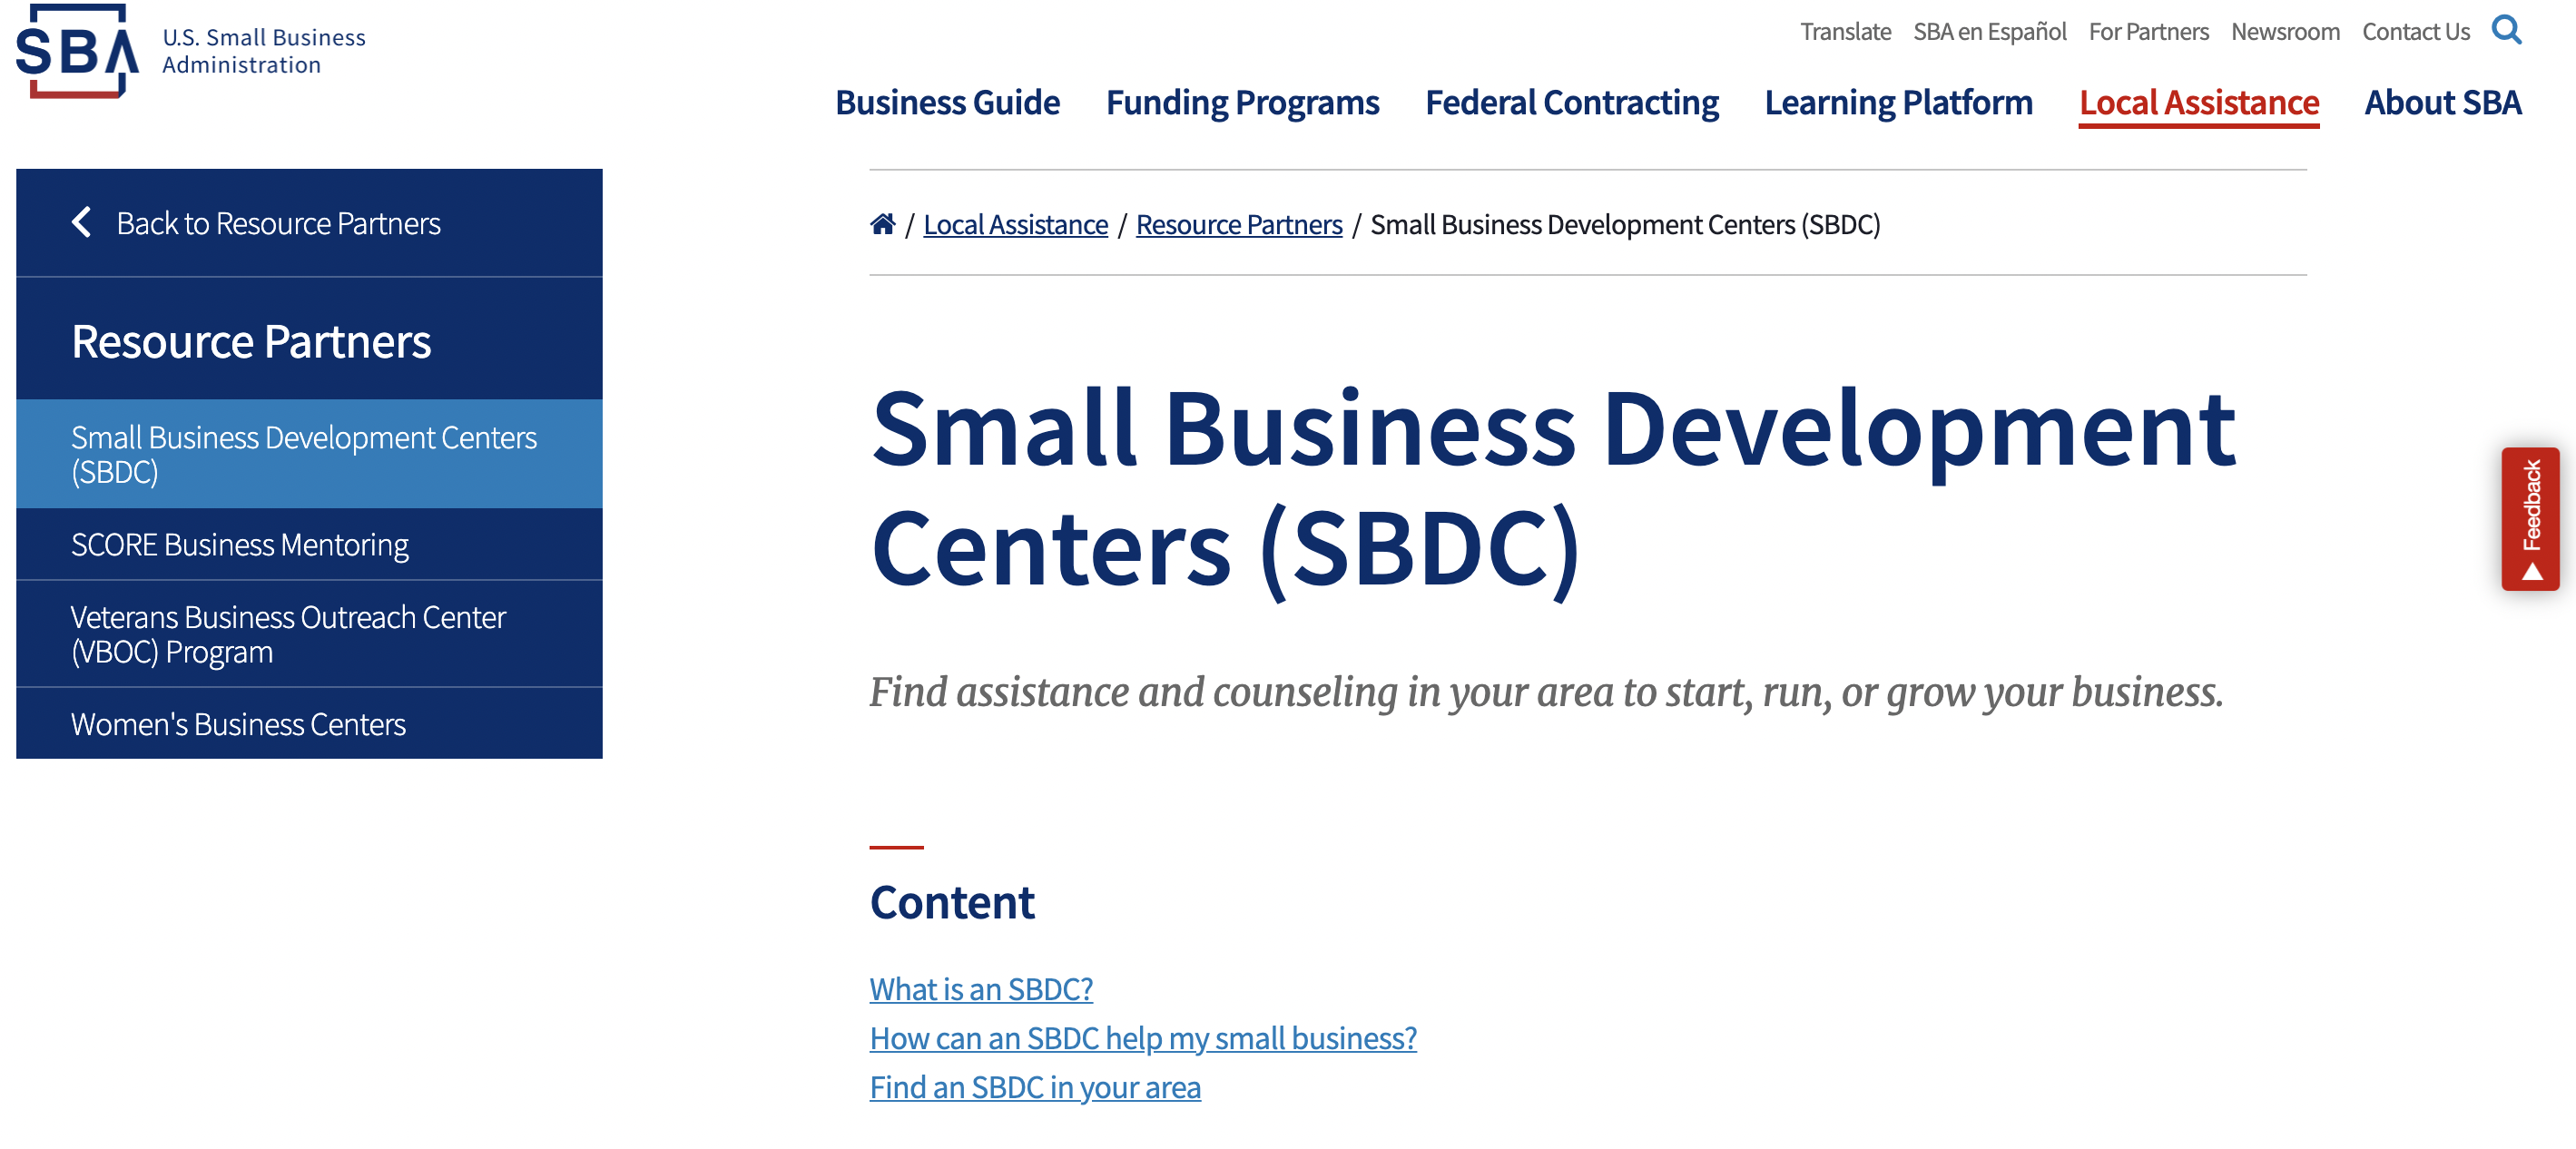 SBA
U.S. Small Business
Administration
Translate SBA en Español For Partners Newsroom Contact Us
Business Guide Funding Programs Federal Contracting Learning Platform Local Assistance About SBA
Back to Resource Partners
Resource Partners
Small Business Development Centers
(SBDC)
SCORE Business Mentoring
Veterans Business Outreach Center
(VBOC) Program
Women's Business Centers
/ Local Assistance / Resource Partners / Small Business Development Centers (SBDC)
Small Business Development
Centers (SBDC)
Find assistance and counseling in your area to start, run, or grow your business.
Content
What is an SBDC?
How can an SBDC help my small business?
Find an SBDC in your area
Feedback